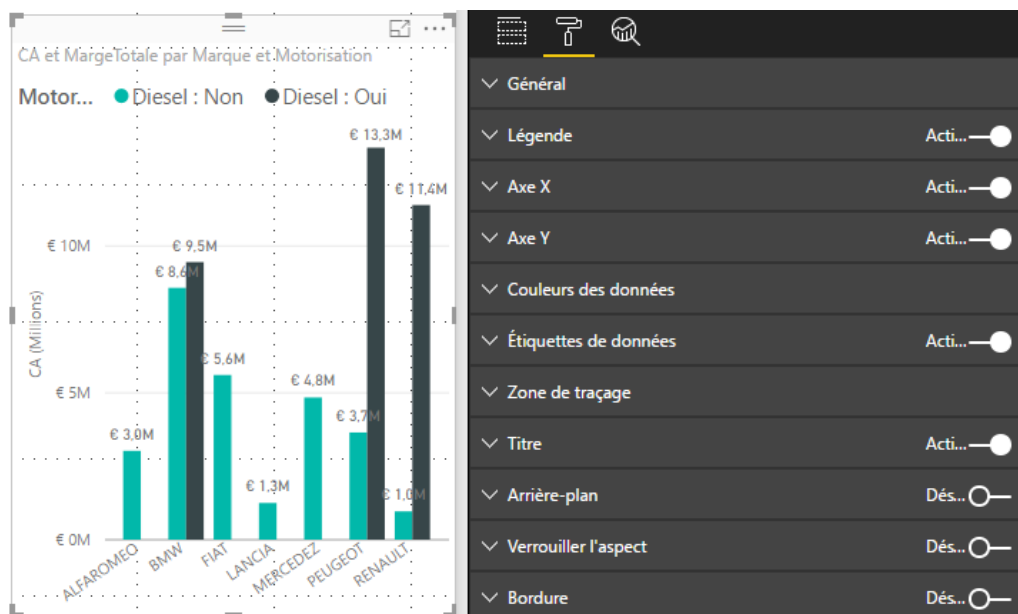 CA et MargeTotale par Marque et Motorisation
Motor... Diesel : Non Diesel : Oui
€ 13,3M
€ 11,4M
€ 10M
€ 9,5M
€ 8,6M
CA (Millions)
€ 5,6M
€ 5M
€ 4,8M
€ 3,7M
€ 3,0M
€ 1,3M
€ 1,0M
€ 0M
ALFAROMEO
BMW
FIAT
LANCIA
MERCEDEZ
PEUGEOT
RENAULT
Général
Légende Acti...
Axe X Acti...
Axe Y Acti...
Couleurs des données
Étiquettes de données Acti...
Zone de traçage
Titre Acti...
Arrière-plan Dés...
Verrouiller l'aspect Dés...
Bordure Dés...